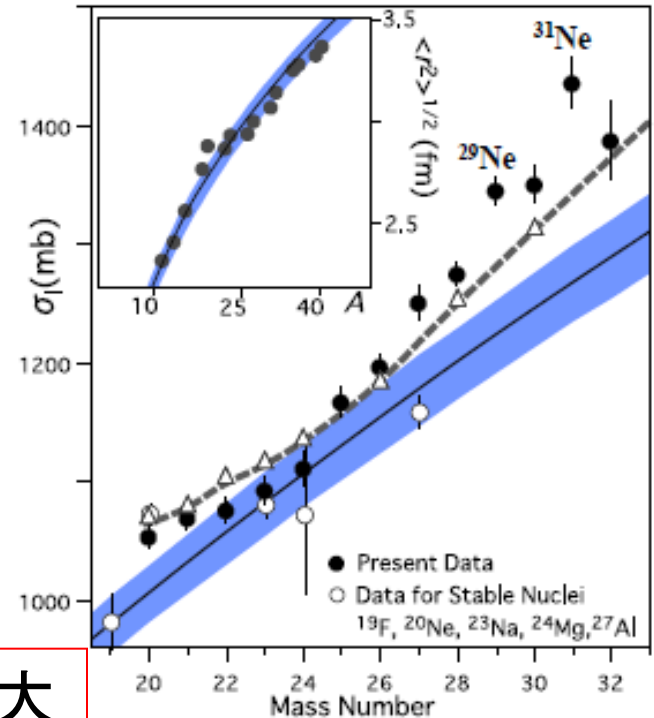 3.5
2.5
<r²>¹/² (fm)
10 25 40 A
³¹Ne
²⁹Ne
1400
1200
1000
σI(mb)
Present Data
Data for Stable Nuclei
¹⁹F, ²⁰Ne, ²³Na, ²⁴Mg,²⁷Al
20 22 24 26 28 30 32
Mass Number
大